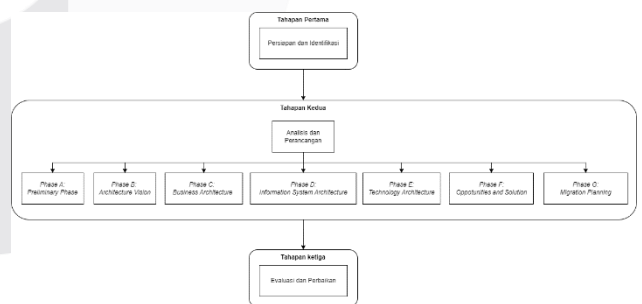 Tahapan Pertama
Persiapan dan Identifikasi
Tahapan Kedua
Analisis dan
Perancangan
Phase A:
Preliminary Phase
Phase B:
Architecture Vision
Phase C:
Business Architecture
Phase D:
Information System Architecture
Phase E:
Technology Architecture
Phase F:
Oppotunities and Solution
Phase G:
Migration Planning
Tahapan ketiga
Evaluasi dan Perbaikan